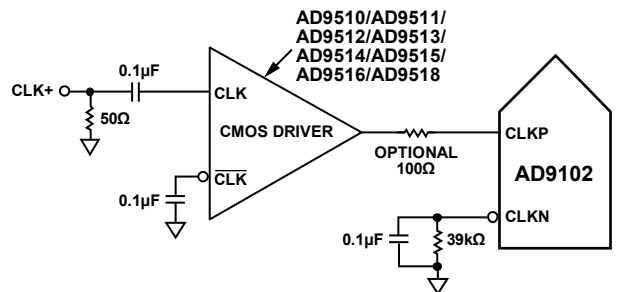 AD9510/AD9511/
AD9512/AD9513/
AD9514/AD9515/
AD9516/AD9518
0.1µF
CLK+
50Ω
CLK
CMOS DRIVER
CLK
0.1µF
OPTIONAL
100Ω
CLKP
AD9102
CLKN
0.1µF
39kΩ